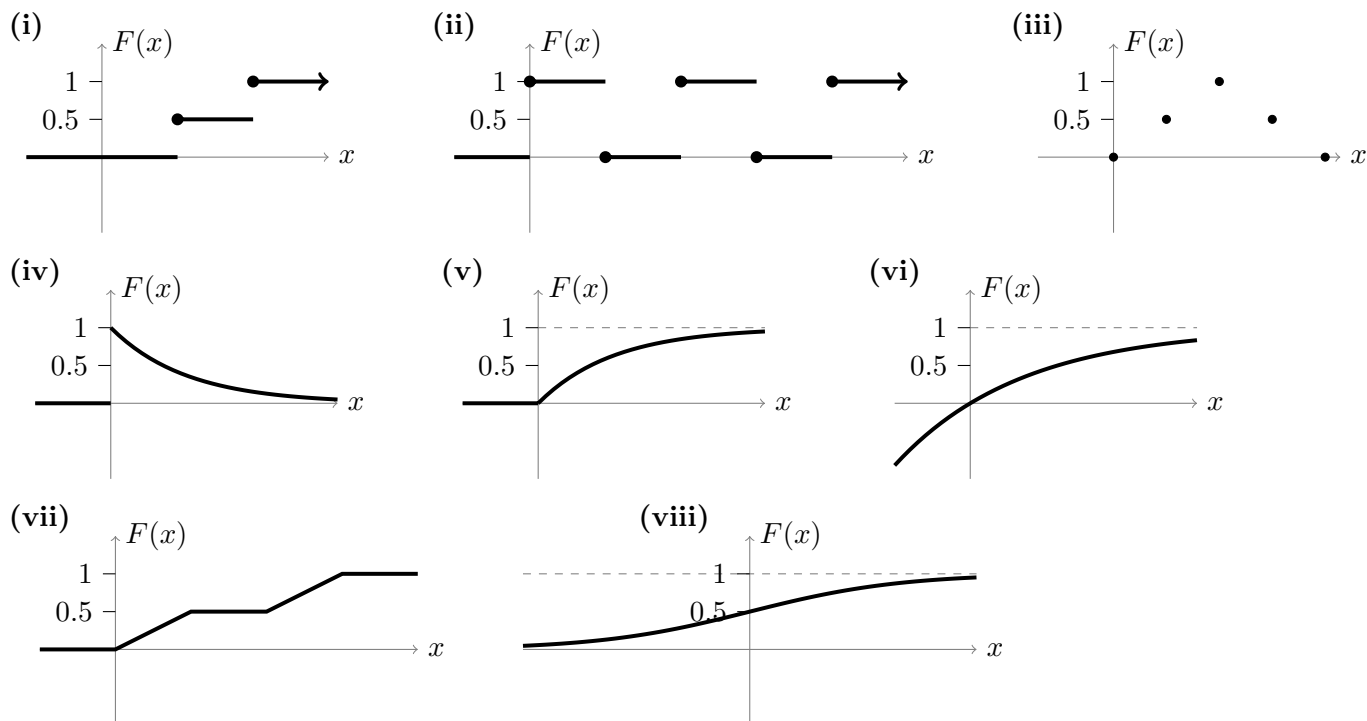 (i) (ii) (iii)
F(x) F(x) F(x)
1 1 1
0.5 0.5 0.5
x x x
(iv) (v) (vi)
F(x) F(x) F(x)
1 1 1
0.5 0.5 0.5
x x x
(vii) (viii)
F(x) F(x)
1 1
0.5 0.5
x x